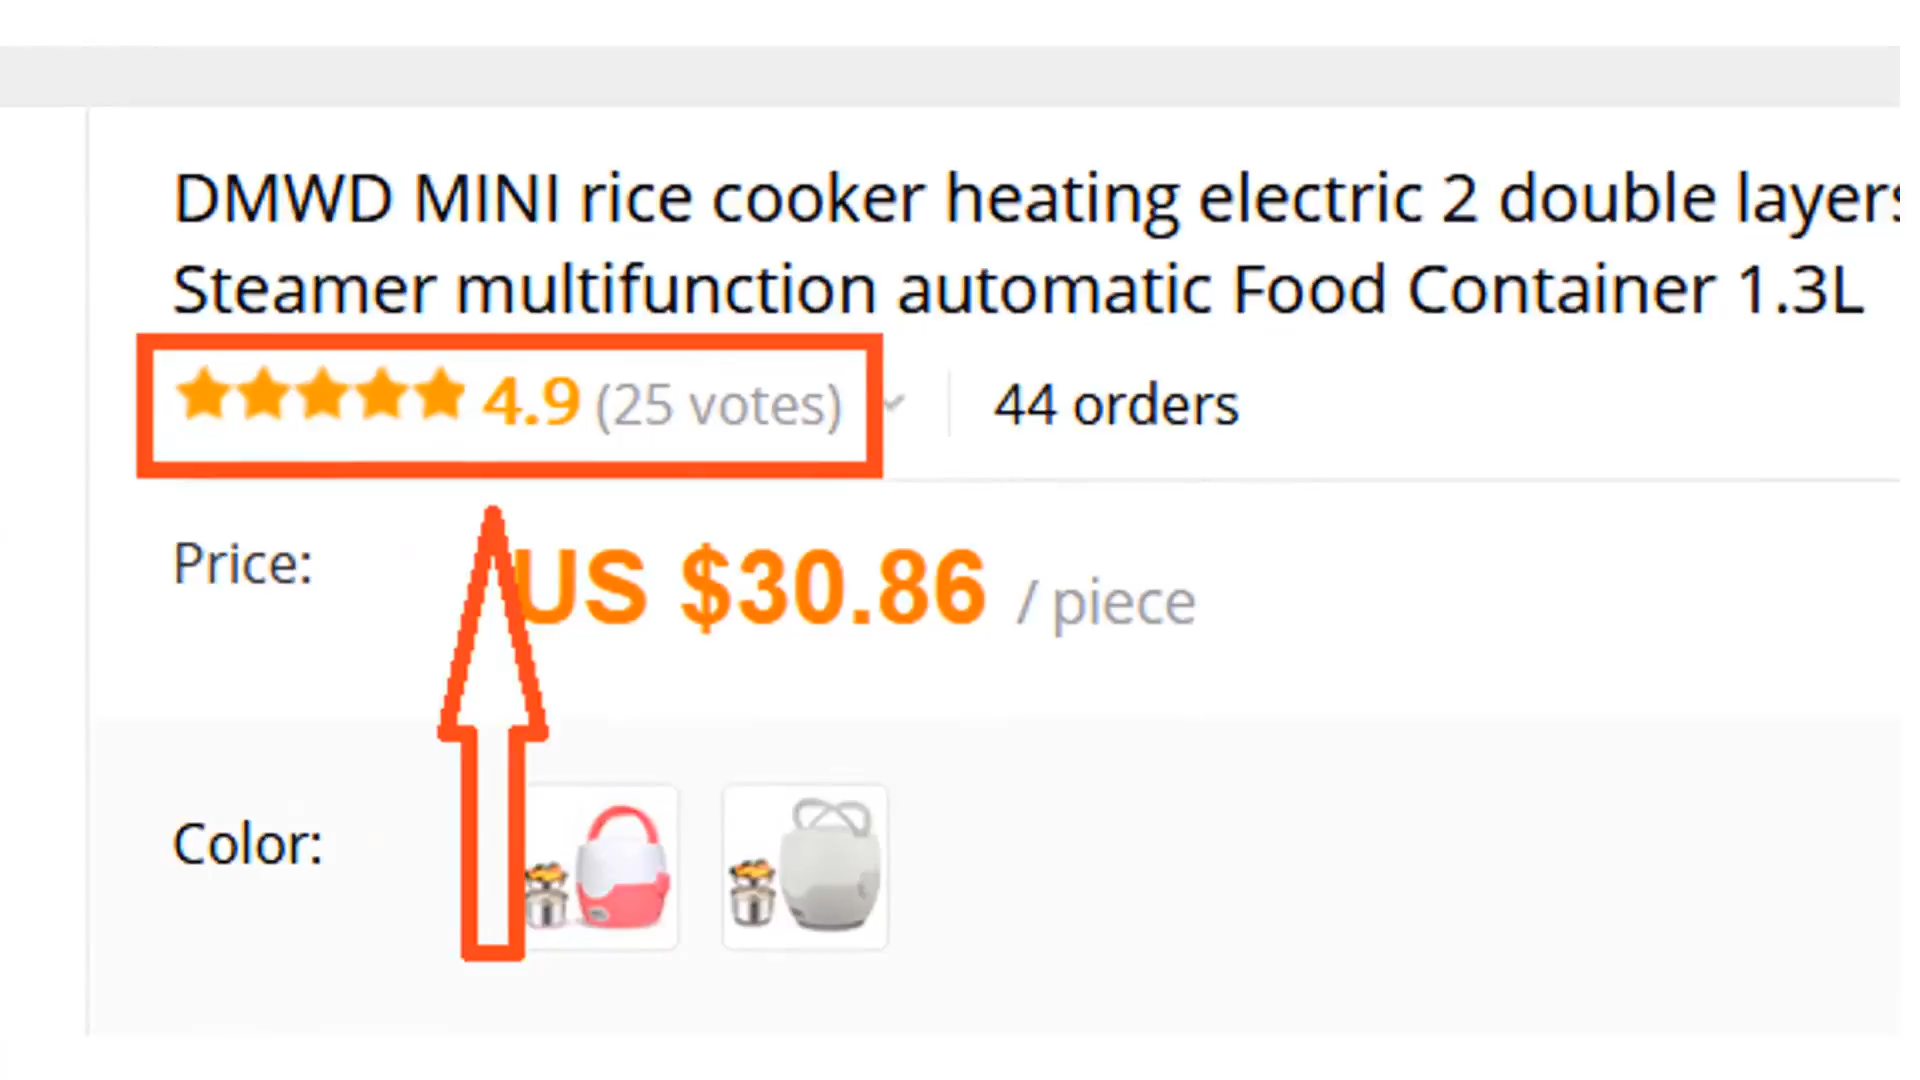 DMWD MINI rice cooker heating electric 2 double layers
Steamer multifunction automatic Food Container 1.3L
4.9 (25 votes) 44 orders
Price: US $30.86 / piece
Color: